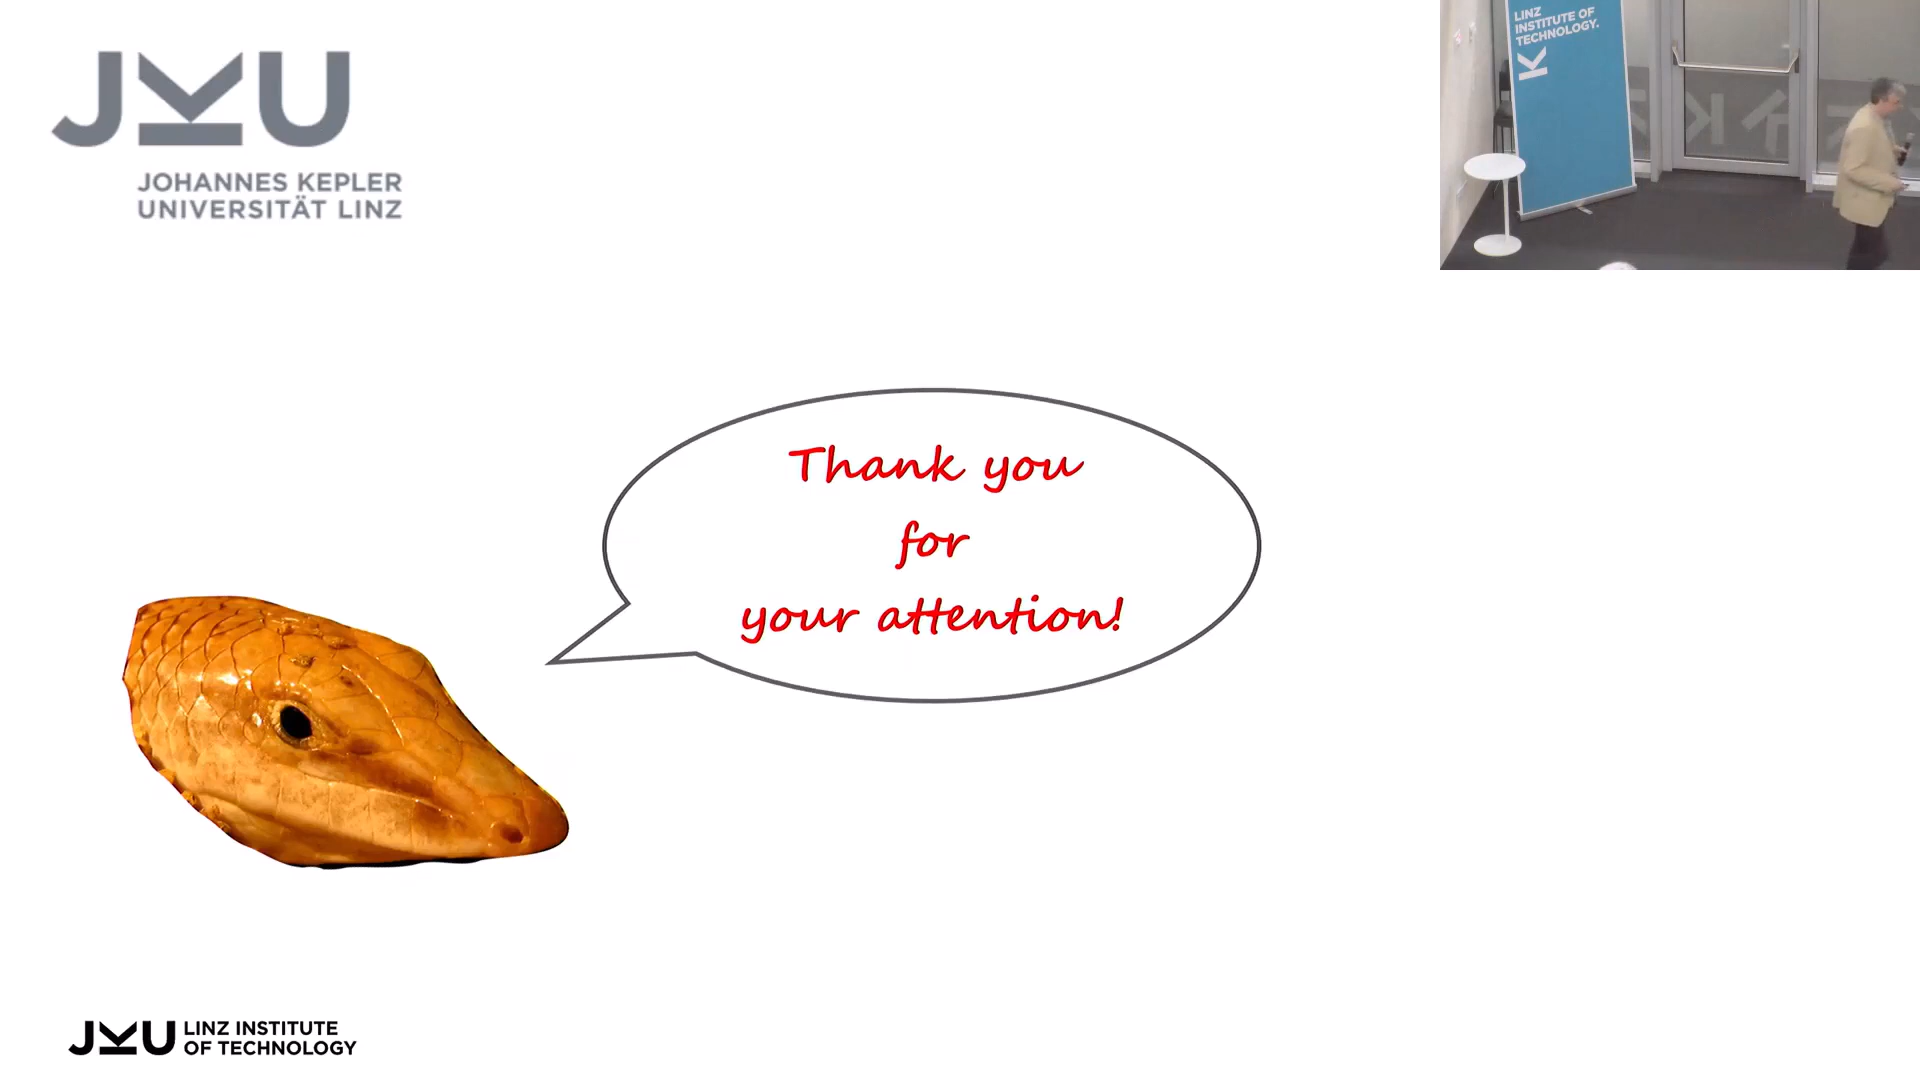 JKU
JOHANNES KEPLER
UNIVERSITÄT LINZ
LINZ
INSTITUTE OF
TECHNOLOGY.
Thank you
for
your attention!
JKU LINZ INSTITUTE
OF TECHNOLOGY